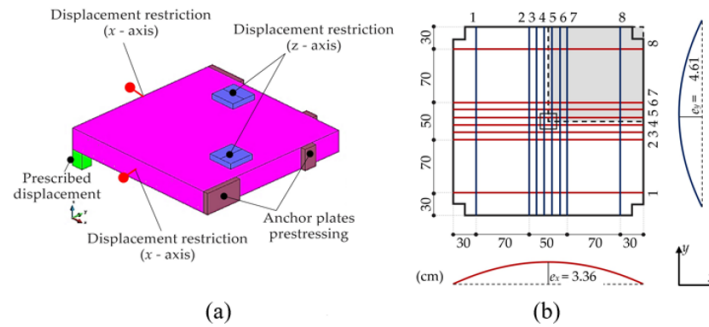 Displacement restriction
(x - axis)
Displacement restriction
(z - axis)
Prescribed
displacement
Displacement restriction
(x - axis)
Anchor plates
prestressing
(a)
1 2 3 4 5 6 7 8
30
70
50
70
30
8
7
6
5
4
3
2
1
30 70 50 70 30
(cm)
eₓ = 3.36
eᵧ = 4.61
y
(b)